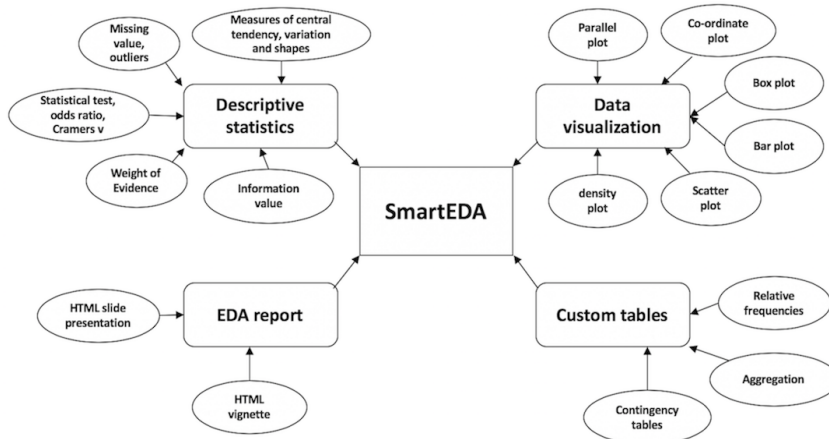 Missing
value,
outliers
Measures of central
tendency, variation
and shapes
Statistical test,
odds ratio,
Cramers v
Descriptive
statistics
Weight of
Evidence
Information
value
Parallel
plot
Co-ordinate
plot
Data
visualization
Box plot
Bar plot
density
plot
Scatter
plot
SmartEDA
HTML slide
presentation
EDA report
HTML
vignette
Custom tables
Relative
frequencies
Aggregation
Contingency
tables